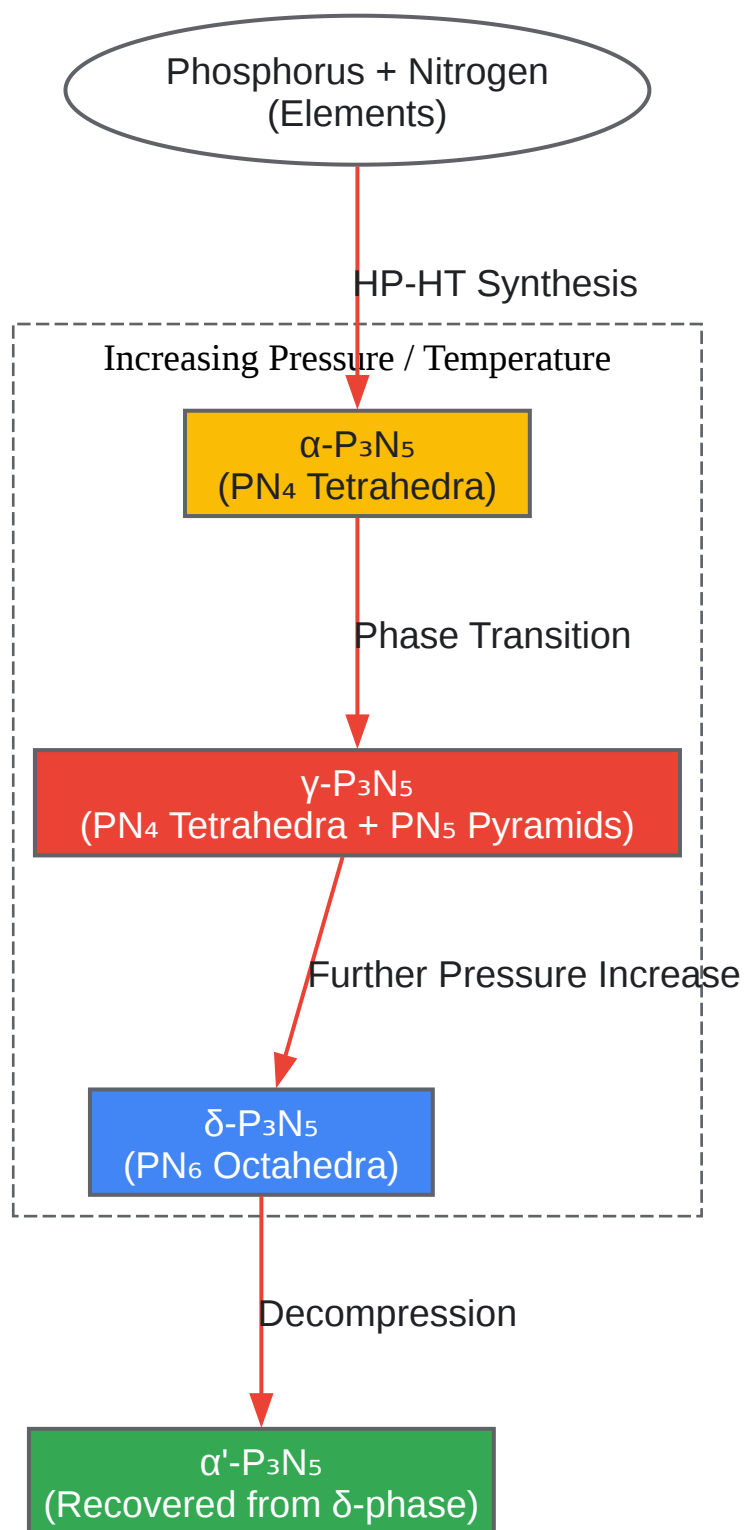 Phosphorus + Nitrogen
(Elements)
HP-HT Synthesis
Increasing Pressure / Temperature
α-P₃N₅
(PN₄ Tetrahedra)
Phase Transition
γ-P₃N₅
(PN₄ Tetrahedra + PN₅ Pyramids)
Further Pressure Increase
δ-P₃N₅
(PN₆ Octahedra)
Decompression
α'-P₃N₅
(Recovered from δ-phase)